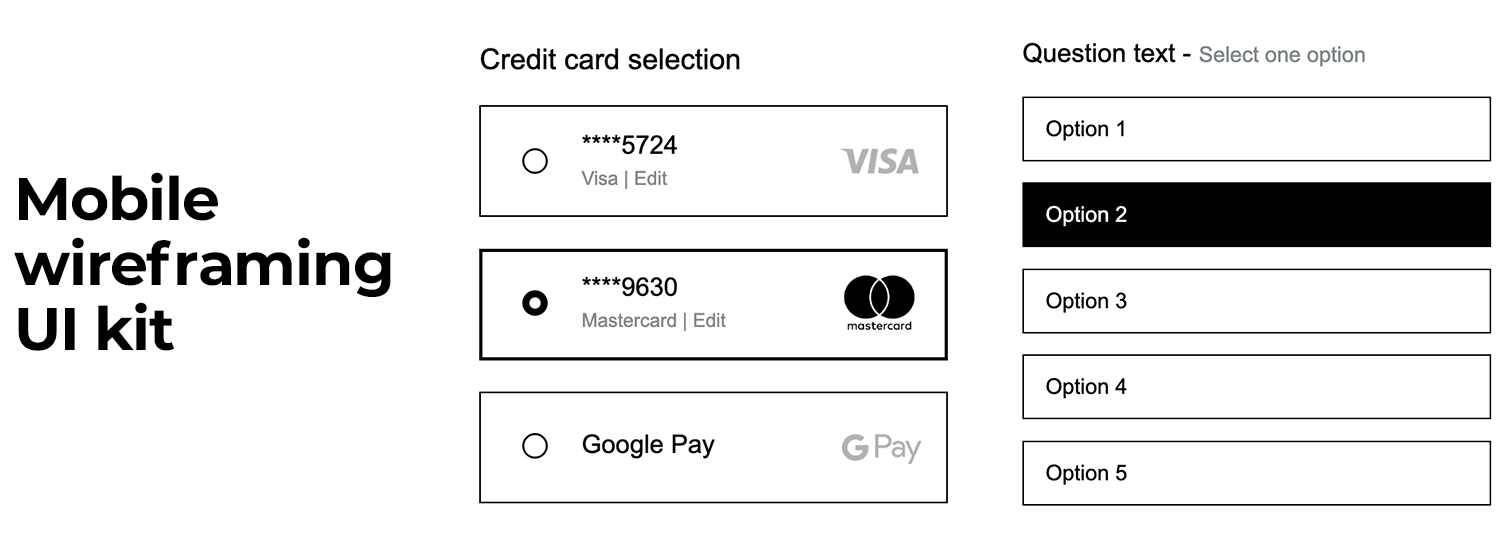 Mobile
wireframing
UI kit
Credit card selection
****5724
Visa | Edit
VISA
****9630
Mastercard | Edit
mastercard
Google Pay
G Pay
Question text - Select one option
Option 1
Option 2
Option 3
Option 4
Option 5